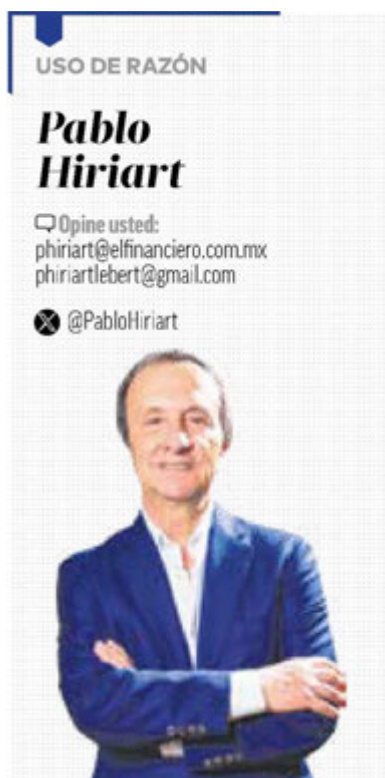 USO DE RAZÓN
Pablo
Hiriart
Opine usted:
phiriart@elfinanciero.com.mx
phiriartlebert@gmail.com
@PabloHiriart